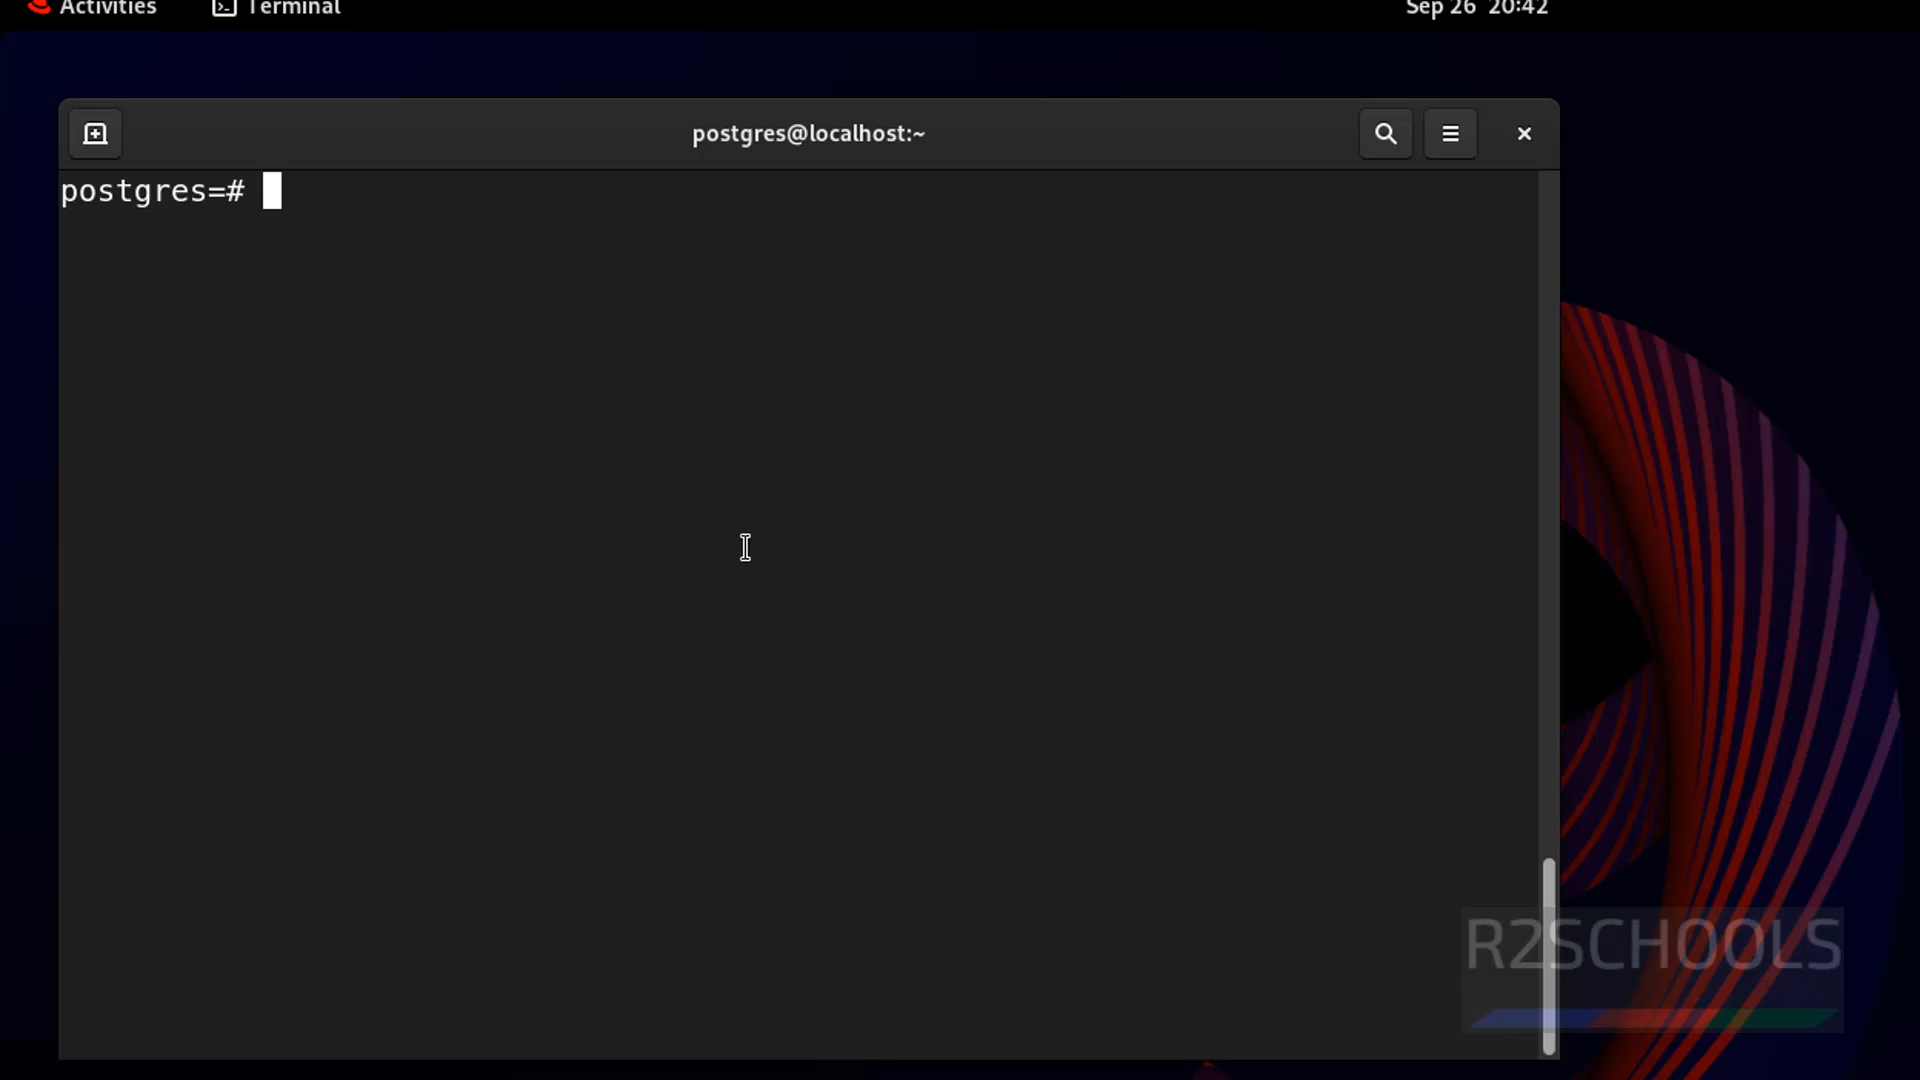 Activities Terminal Sep 26 20:42
postgres@localhost:~
postgres=#
R2SCHOOLS